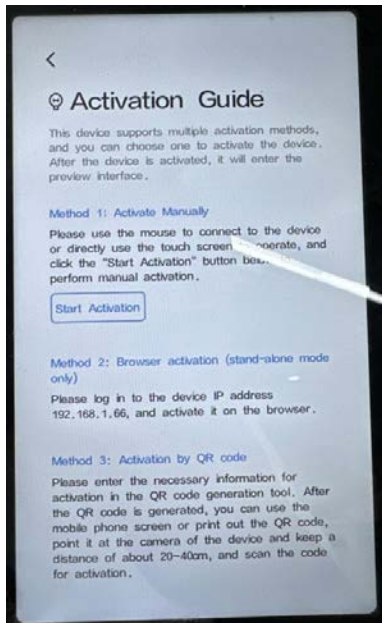 Activation Guide
This device supports multiple activation methods,
and you can choose one to activate the device.
After the device is activated, it will enter the
preview interface.
Method 1: Activate Manually
Please use the mouse to connect to the device
or directly use the touch screen operate, and
click the "Start Activation" button
perform manual activation.
Start Activation
Method 2: Browser activation (stand-alone mode
only)
Please log in to the device IP address
192.168.1.66, and activate it on the browser.
Method 3: Activation by QR code
Please enter the necessary information for
activation in the QR code generation tool. After
the QR code is generated, you can use the
mobile phone screen or print out the QR code,
point it at the camera of the device and keep a
distance of about 20-40cm, and scan the code
for activation.